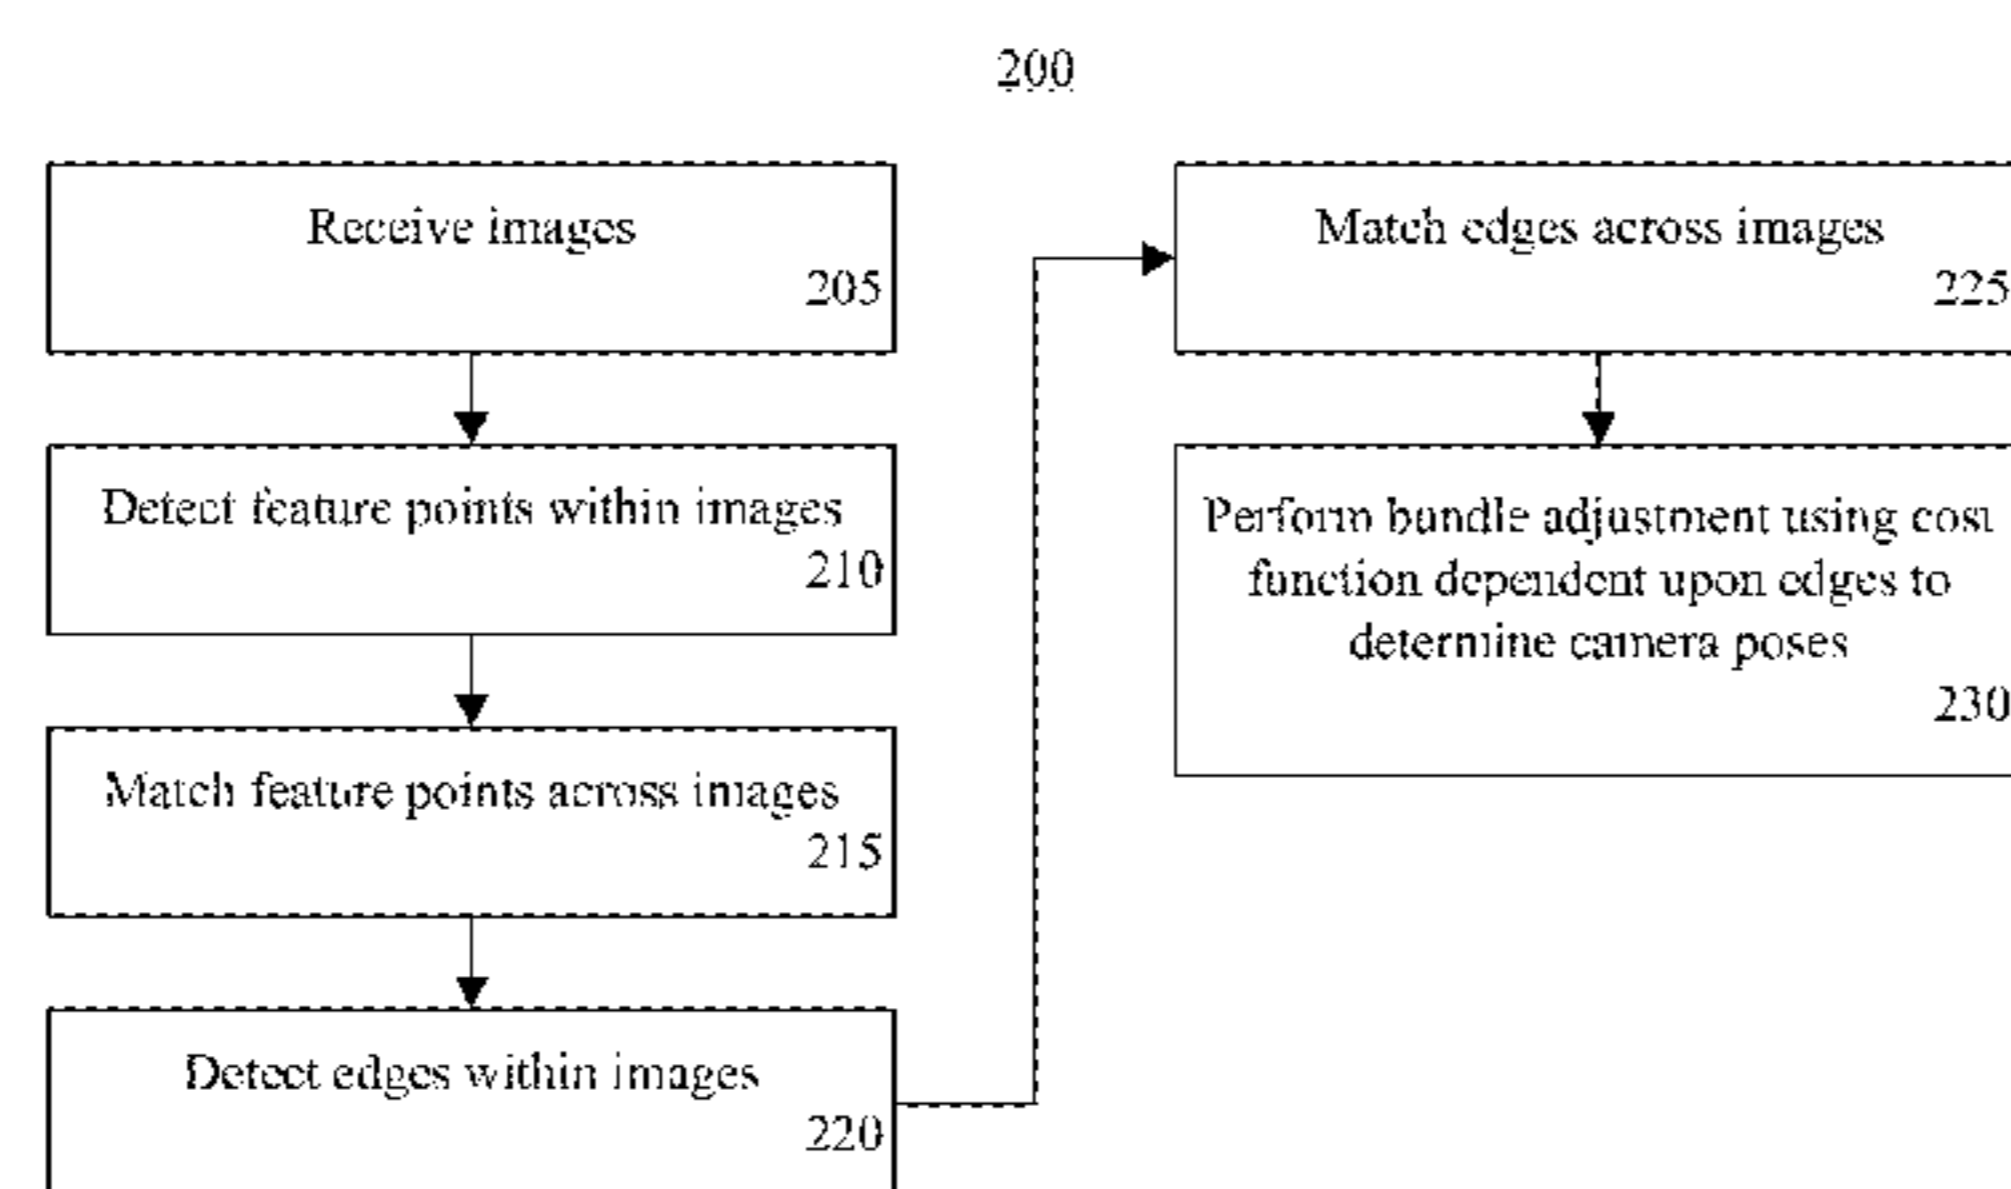 200
Receive images
205
Detect feature points within images
210
Match feature points across images
215
Detect edges within images
220
Match edges across images
225
Perform bundle adjustment using cost
function dependent upon edges to
determine camera poses
230